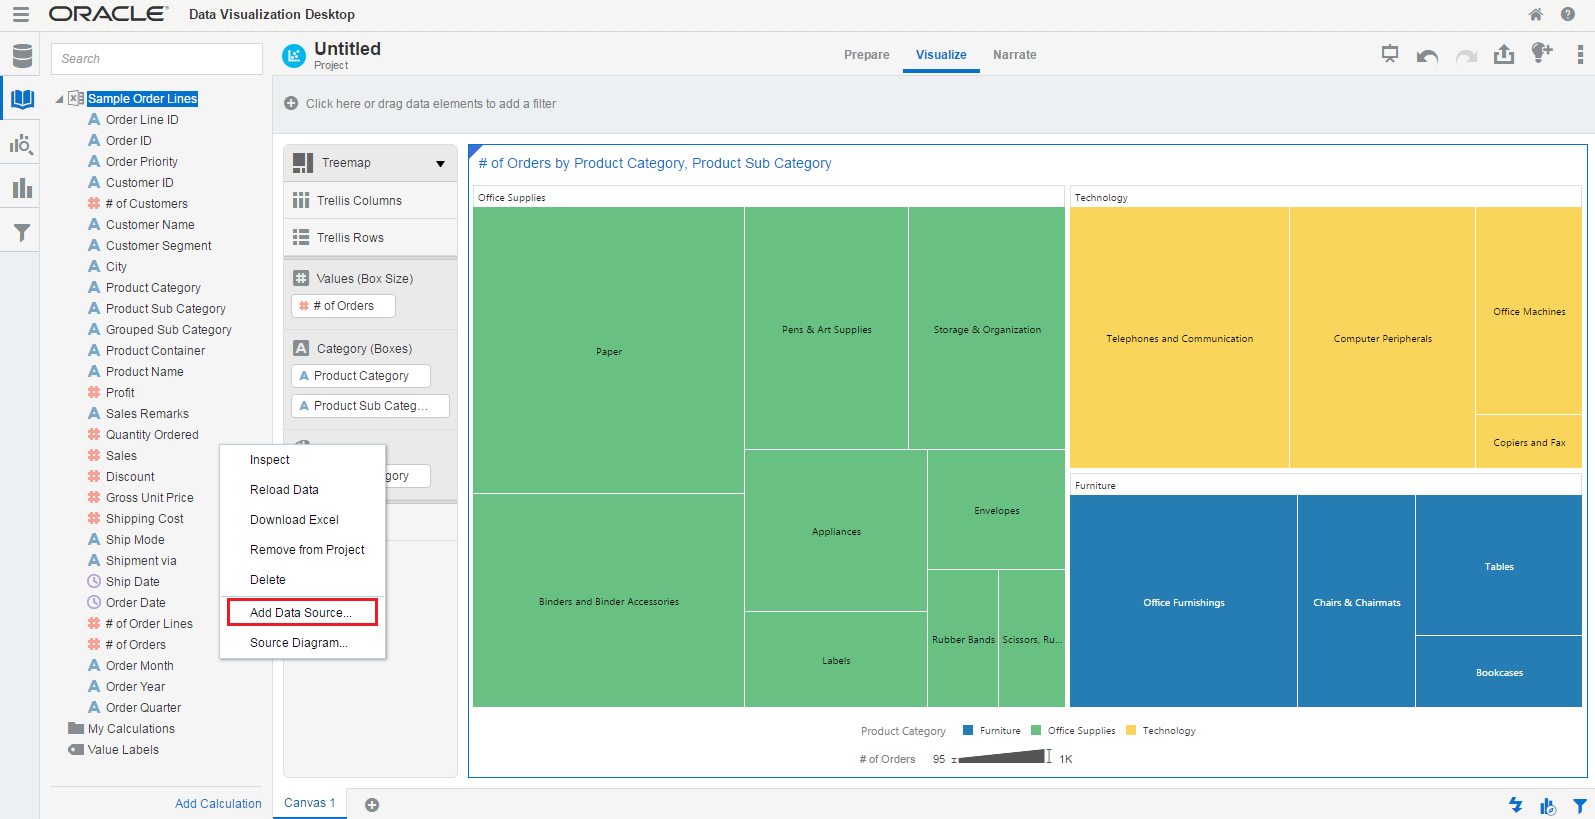 ORACLE Data Visualization Desktop
Search
Untitled
Project
Prepare
Visualize
Narrate
Click here or drag data elements to add a filter
Sample Order Lines
Order Line ID
Order ID
Order Priority
Customer ID
# of Customers
Customer Name
Customer Segment
City
Product Category
Product Sub Category
Grouped Sub Category
Product Container
Product Name
Profit
Sales Remarks
Quantity Ordered
Sales
Discount
Gross Unit Price
Shipping Cost
Ship Mode
Shipment via
Ship Date
Order Date
# of Order Lines
# of Orders
Order Month
Order Year
Order Quarter
My Calculations
Value Labels
Add Calculation
Inspect
Reload Data
Download Excel
Remove from Project
Delete
Add Data Source...
Source Diagram...
Treemap
Trellis Columns
Trellis Rows
Values (Box Size)
# of Orders
Category (Boxes)
A Product Category
A Product Sub Categ...
gory
# of Orders by Product Category, Product Sub Category
Office Supplies
Paper
Pens & Art Supplies
Storage & Organization
Binders and Binder Accessories
Appliances
Envelopes
Labels
Rubber Bands
Scissors, Ru...
Technology
Telephones and Communication
Computer Peripherals
Office Machines
Copiers and Fax
Furniture
Office Furnishings
Chairs & Chairmats
Tables
Bookcases
Product Category Furniture Office Supplies Technology
# of Orders 95 1K
Canvas 1